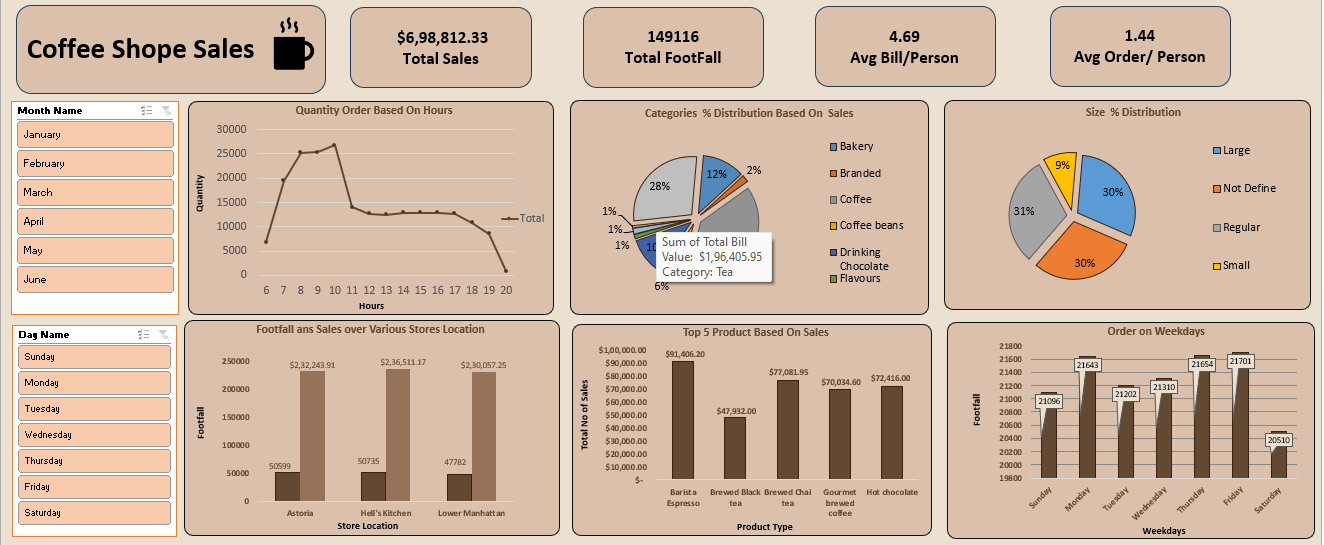 Coffee Shope Sales
$6,98,812.33
Total Sales
149116
Total FootFall
4.69
Avg Bill/Person
1.44
Avg Order/ Person
Month Name
January
February
March
April
May
June
Quantity Order Based On Hours
30000
25000
20000
15000
10000
5000
0
Quantity
6 7 8 9 10 11 12 13 14 15 16 17 18 19 20
Hours
Total
Categories % Distribution Based On Sales
12%
2%
28%
1%
1%
1%
10
6%
Sum of Total Bill
Value: $1,96,405.95
Category: Tea
Bakery
Branded
Coffee
Coffee beans
Drinking
Chocolate
Flavours
Size % Distribution
9%
30%
31%
30%
Large
Not Define
Regular
Small
Day Name
Sunday
Monday
Tuesday
Wednesday
Thursday
Friday
Saturday
Footfall ans Sales over Various Stores Location
250000
200000
150000
100000
50000
0
Footfall
$2,32,243.91
$2,36,511.17
$2,30,057.25
50599
50735
47782
Astoria
Hell's Kitchen
Lower Manhattan
Store Location
Top 5 Product Based On Sales
$1,00,000.00
$90,000.00
$80,000.00
$70,000.00
$60,000.00
$50,000.00
$40,000.00
$30,000.00
$20,000.00
$10,000.00
$-
Total No of Sales
$91,406.20
$47,932.00
$77,081.95
$70,034.60
$72,416.00
Barista
Espresso
Brewed Black
tea
Brewed Chai
tea
Gourmet
brewed
coffee
Hot chocolate
Product Type
Order on Weekdays
21800
21600
21400
21200
21000
20800
20600
20400
20200
20000
19800
Footfall
21096
21643
21202
21310
21654
21701
20510
Sunday
Monday
Tuesday
Wednesday
Thursday
Friday
Saturday
Weekdays